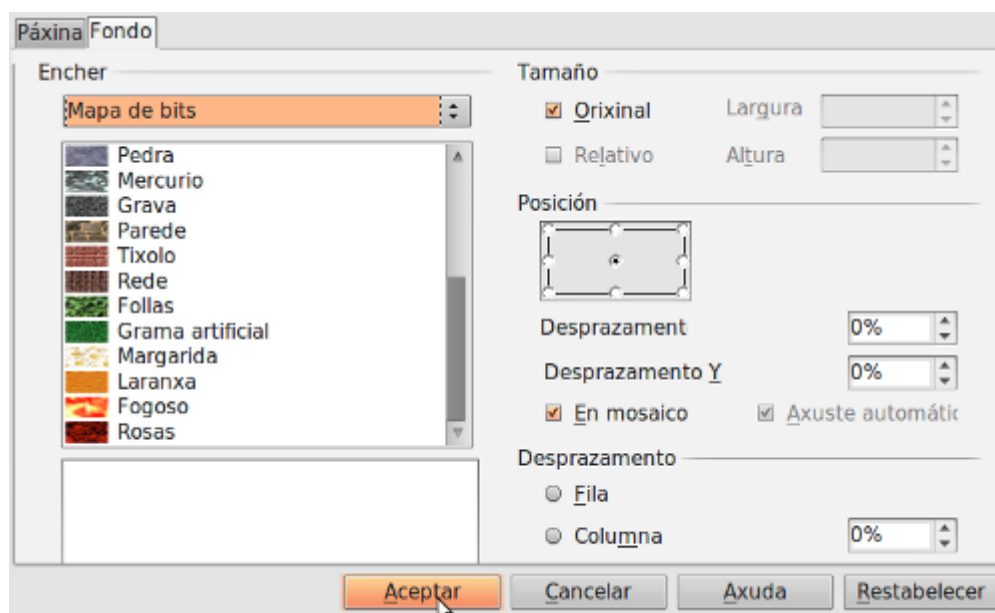 Páxina Fondo
Encher
Mapa de bits
Pedra
Mercurio
Grava
Parede
Tixolo
Rede
Follas
Grama artificial
Margarida
Laranxa
Fogoso
Rosas
Tamaño
Orixinal Largura
Relativo Altura
Posición
Desprazament 0%
Desprazamento Y 0%
En mosaico Axuste automátic
Desprazamento
Fila
Columna 0%
Aceptar Cancelar Axuda Restabelecer